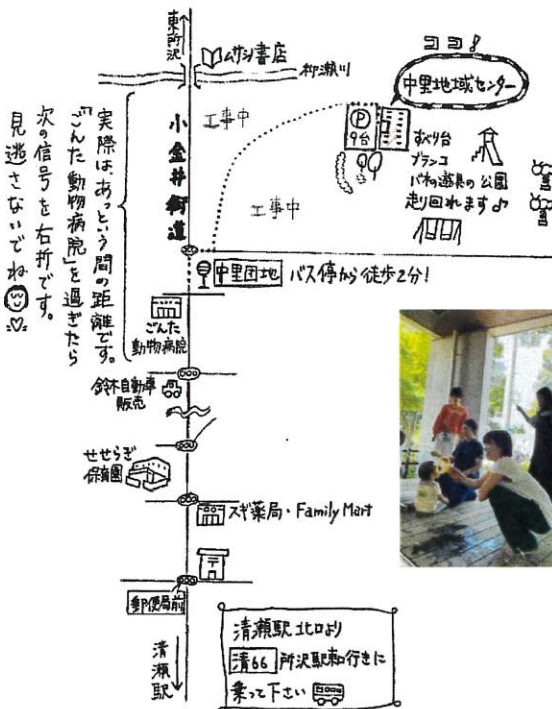 東所沢
ムサシ書店
柳瀬川
ココ!
中里地域センター
小金井街道
工事中
P
9台
すべり台
ブランコ
バネの遊具の公園
走り回れます♪
工事中
実際は、あっという間の距離です。
「ごんた動物病院」を過ぎたら
次の信号を右折です。
見逃さないでね
中里団地 バス停から徒歩2分!
ごんた
動物病院
鈴木自動車
販売
せせらぎ
保育園
スギ薬局・Family Mart
〒
郵便局前
清瀬駅
清瀬駅北口より
清66 所沢駅東口行きに
乗って下さい